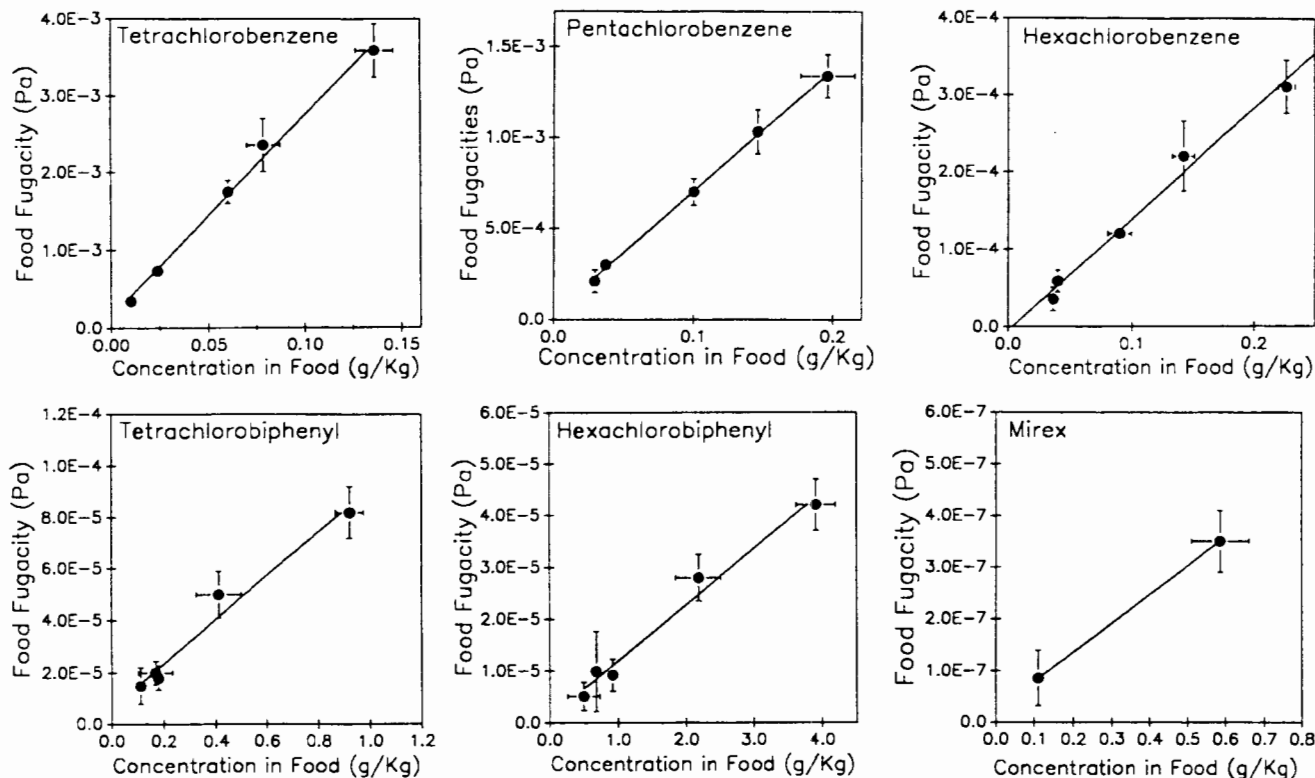 Tetrachlorobenzene
Food Fugacity (Pa)
4.0E-3
3.0E-3
2.0E-3
1.0E-3
0.0
0.00 0.05 0.10 0.15
Concentration in Food (g/Kg)
Pentachlorobenzene
Food Fugacities (Pa)
1.5E-3
1.0E-3
5.0E-4
0.0
0.0 0.1 0.2
Concentration in Food (g/Kg)
Hexachlorobenzene
Food Fugacity (Pa)
4.0E-4
3.0E-4
2.0E-4
1.0E-4
0.0
0.0 0.1 0.2
Concentration in Food (g/Kg)
Tetrachlorobiphenyl
Food Fugacity (Pa)
1.2E-4
1.0E-4
8.0E-5
6.0E-5
4.0E-5
2.0E-5
0.0
0.0 0.2 0.4 0.6 0.8 1.0 1.2
Concentration in Food (g/Kg)
Hexachlorobiphenyl
Food Fugacity (Pa)
6.0E-5
5.0E-5
4.0E-5
3.0E-5
2.0E-5
1.0E-5
0.0
0.0 1.0 2.0 3.0 4.0
Concentration in Food (g/Kg)
Mirex
Food Fugacity (Pa)
6.0E-7
5.0E-7
4.0E-7
3.0E-7
2.0E-7
1.0E-7
0.0
0.0 0.1 0.2 0.3 0.4 0.5 0.6 0.7 0.8
Concentration in Food (g/Kg)